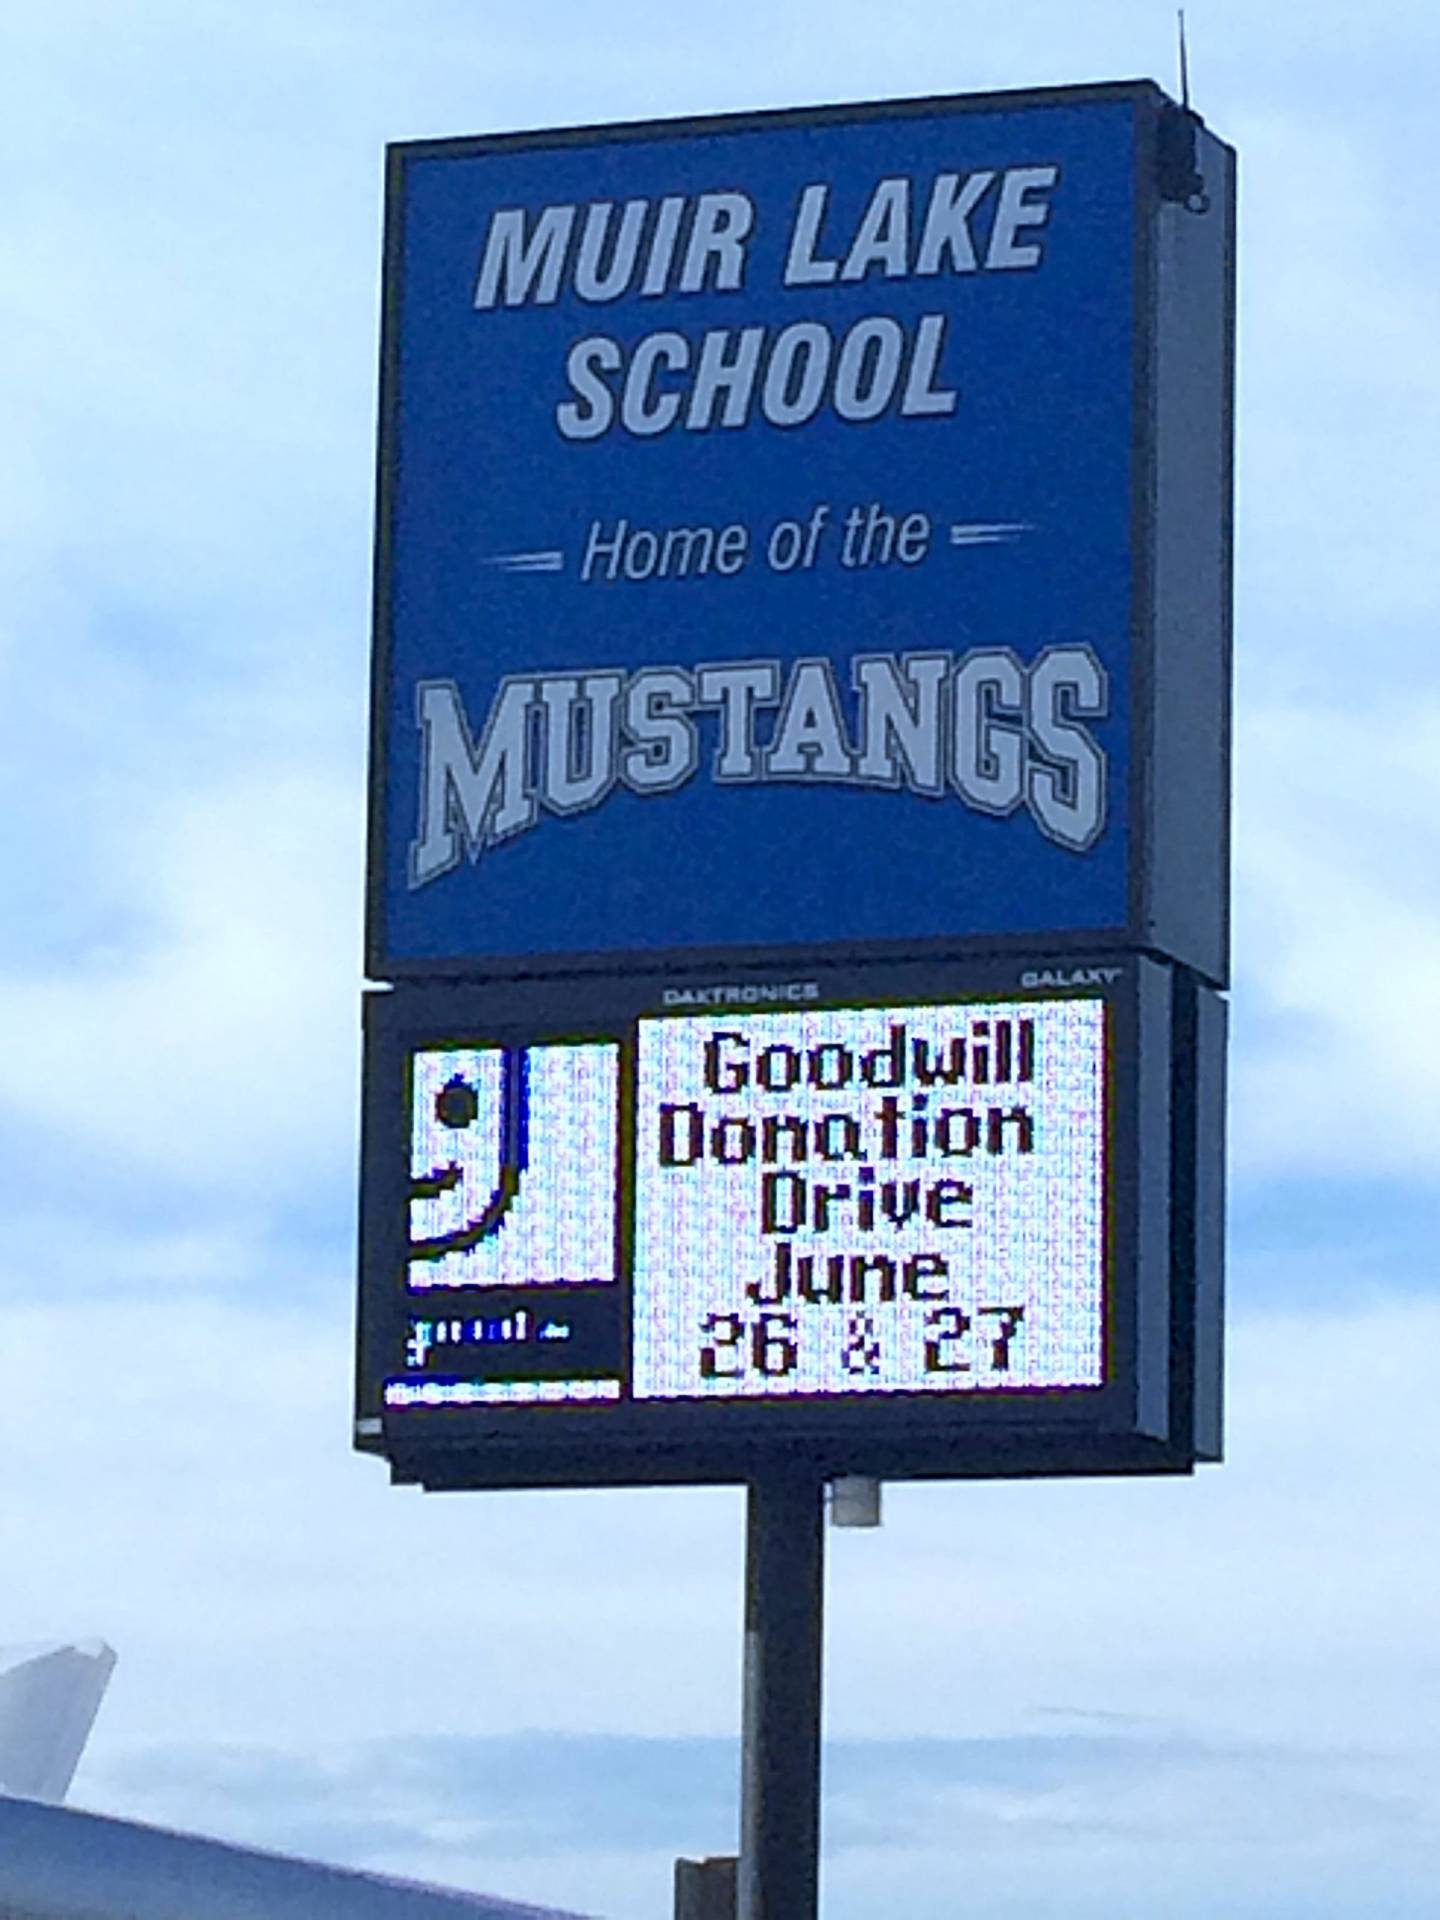 MUIR LAKE
SCHOOL
Home of the
MUSTANGS
DAKTRONICS
GALAXY
Goodwill
Donation
Drive
June
26 & 27